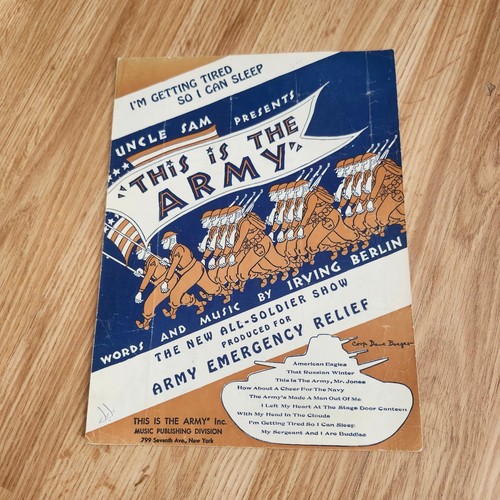 I'M GETTING TIRED
SO I CAN SLEEP
UNCLE SAM PRESENTS
"THIS IS THE
ARMY"
WORDS AND MUSIC BY IRVING BERLIN
THE NEW ALL-SOLDIER SHOW
PRODUCED FOR
ARMY EMERGENCY RELIEF
American Eagles
That Russian Winter
This Is The Army, Mr. Jones
How About A Cheer For The Navy
The Army's Made A Man Out Of Me
I Left My Heart At The Stage Door Canteen
With My Head In The Clouds
I'm Getting Tired So I Can Sleep
My Sergeant And I Are Buddies
THIS IS THE ARMY" Inc.
MUSIC PUBLISHING DIVISION
799 Seventh Ave., New York